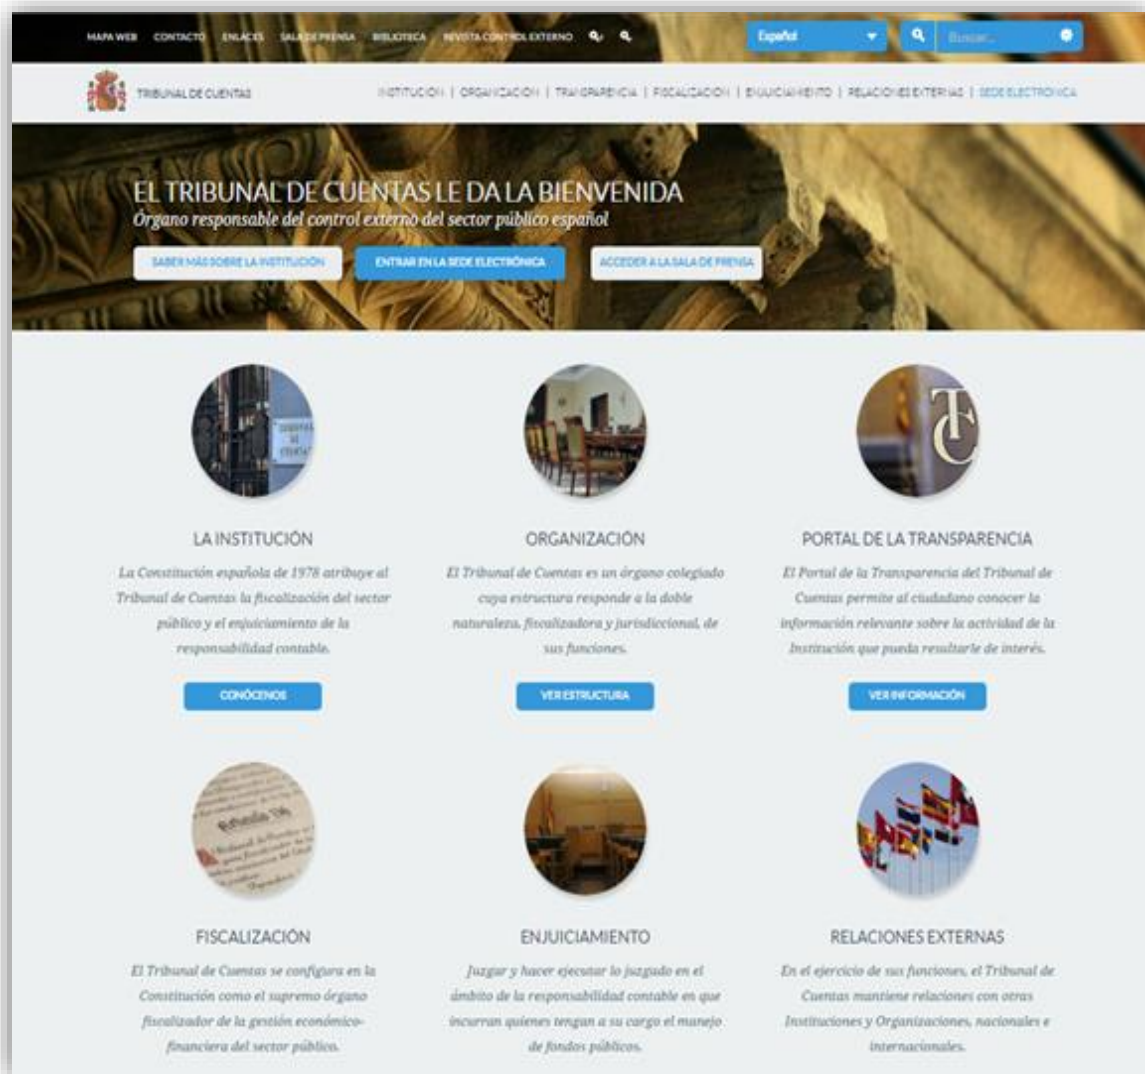 MAPA WEB CONTACTO ENLACES SALA DE PRENSA BIBLIOTECA REVISTA CONTROL EXTERNO
Español Buscar...
TRIBUNAL DE CUENTAS
INSTITUCIÓN | ORGANIZACIÓN | TRANSPARENCIA | FISCALIZACIÓN | ENJUICIAMIENTO | RELACIONES EXTERNAS | SEDE ELECTRÓNICA
EL TRIBUNAL DE CUENTAS LE DA LA BIENVENIDA
Órgano responsable del control externo del sector público español
SABER MÁS SOBRE LA INSTITUCIÓN ENTRAR EN LA SEDE ELECTRÓNICA ACCEDER A LA SALA DE PRENSA
TRIBUNAL
DE
CUENTAS
TC
LA INSTITUCIÓN
La Constitución española de 1978 atribuye al
Tribunal de Cuentas la fiscalización del sector
público y el enjuiciamiento de la
responsabilidad contable.
CONÓCENOS
ORGANIZACIÓN
El Tribunal de Cuentas es un órgano colegiado
cuya estructura responde a la doble
naturaleza, fiscalizadora y jurisdiccional, de
sus funciones.
VER ESTRUCTURA
PORTAL DE LA TRANSPARENCIA
El Portal de la Transparencia del Tribunal de
Cuentas permite al ciudadano conocer la
información relevante sobre la actividad de la
Institución que pueda resultarle de interés.
VER INFORMACIÓN
FISCALIZACIÓN
El Tribunal de Cuentas se configura en la
Constitución como el supremo órgano
fiscalizador de la gestión económico-
financiera del sector público.
ENJUICIAMIENTO
Juzgar y hacer ejecutar lo juzgado en el
ámbito de la responsabilidad contable en que
incurran quienes tengan a su cargo el manejo
de fondos públicos.
RELACIONES EXTERNAS
En el ejercicio de sus funciones, el Tribunal de
Cuentas mantiene relaciones con otras
Instituciones y Organizaciones, nacionales e
internacionales.